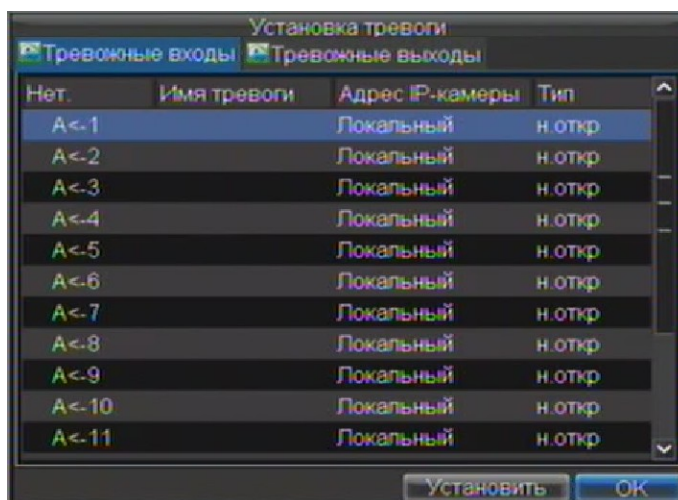 Установка тревоги
Тревожные входы Тревожные выходы
Нет. Имя тревоги Адрес IP-камеры Тип
A<-1 Локальный н.откр
A<-2 Локальный н.откр
A<-3 Локальный н.откр
A<-4 Локальный н.откр
A<-5 Локальный н.откр
A<-6 Локальный н.откр
A<-7 Локальный н.откр
A<-8 Локальный н.откр
A<-9 Локальный н.откр
A<-10 Локальный н.откр
A<-11 Локальный н.откр
Установить OK